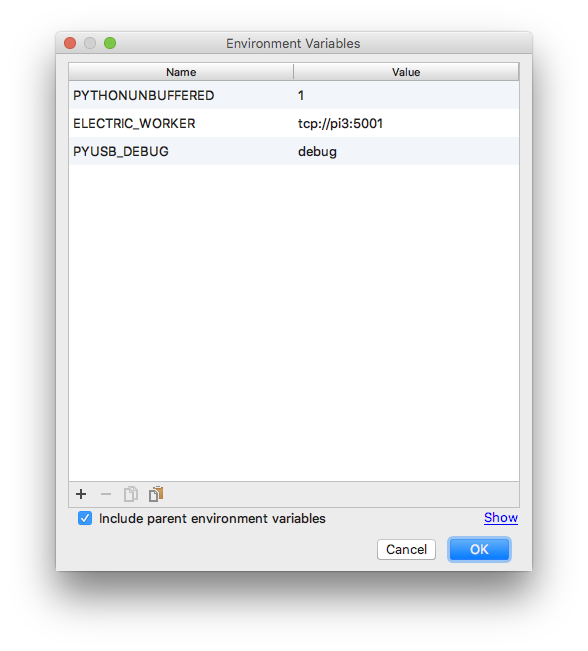 Environment Variables
Name Value
PYTHONUNBUFFERED 1
ELECTRIC_WORKER tcp://pi3:5001
PYUSB_DEBUG debug
Include parent environment variables Show
Cancel OK